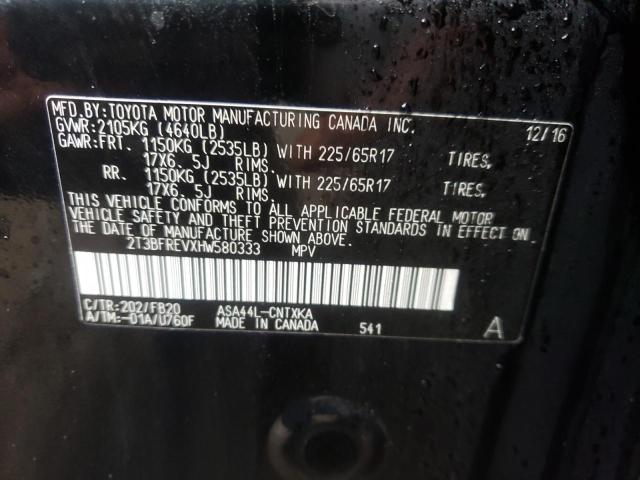 MFD.BY:TOYOTA MOTOR MANUFACTURING CANADA INC.
GVWR:2105KG (4640LB) 12/16
GAWR:FRT. 1150KG (2535LB) WITH 225/65R17 TIRES,
17X6.5J RIMS.
RR. 1150KG (2535LB) WITH 225/65R17 TIRES,
17X6.5J RIMS.
THIS VEHICLE CONFORMS TO ALL APPLICABLE FEDERAL MOTOR
VEHICLE SAFETY AND THEFT PREVENTION STANDARDS IN EFFECT ON
THE DATE OF MANUFACTURE SHOWN ABOVE.
2T3BFREVXHW580333 MPV
C/TR:202/FB20 ASA44L-CNTXKA
A/TM:-01A/U760F MADE IN CANADA 541 A